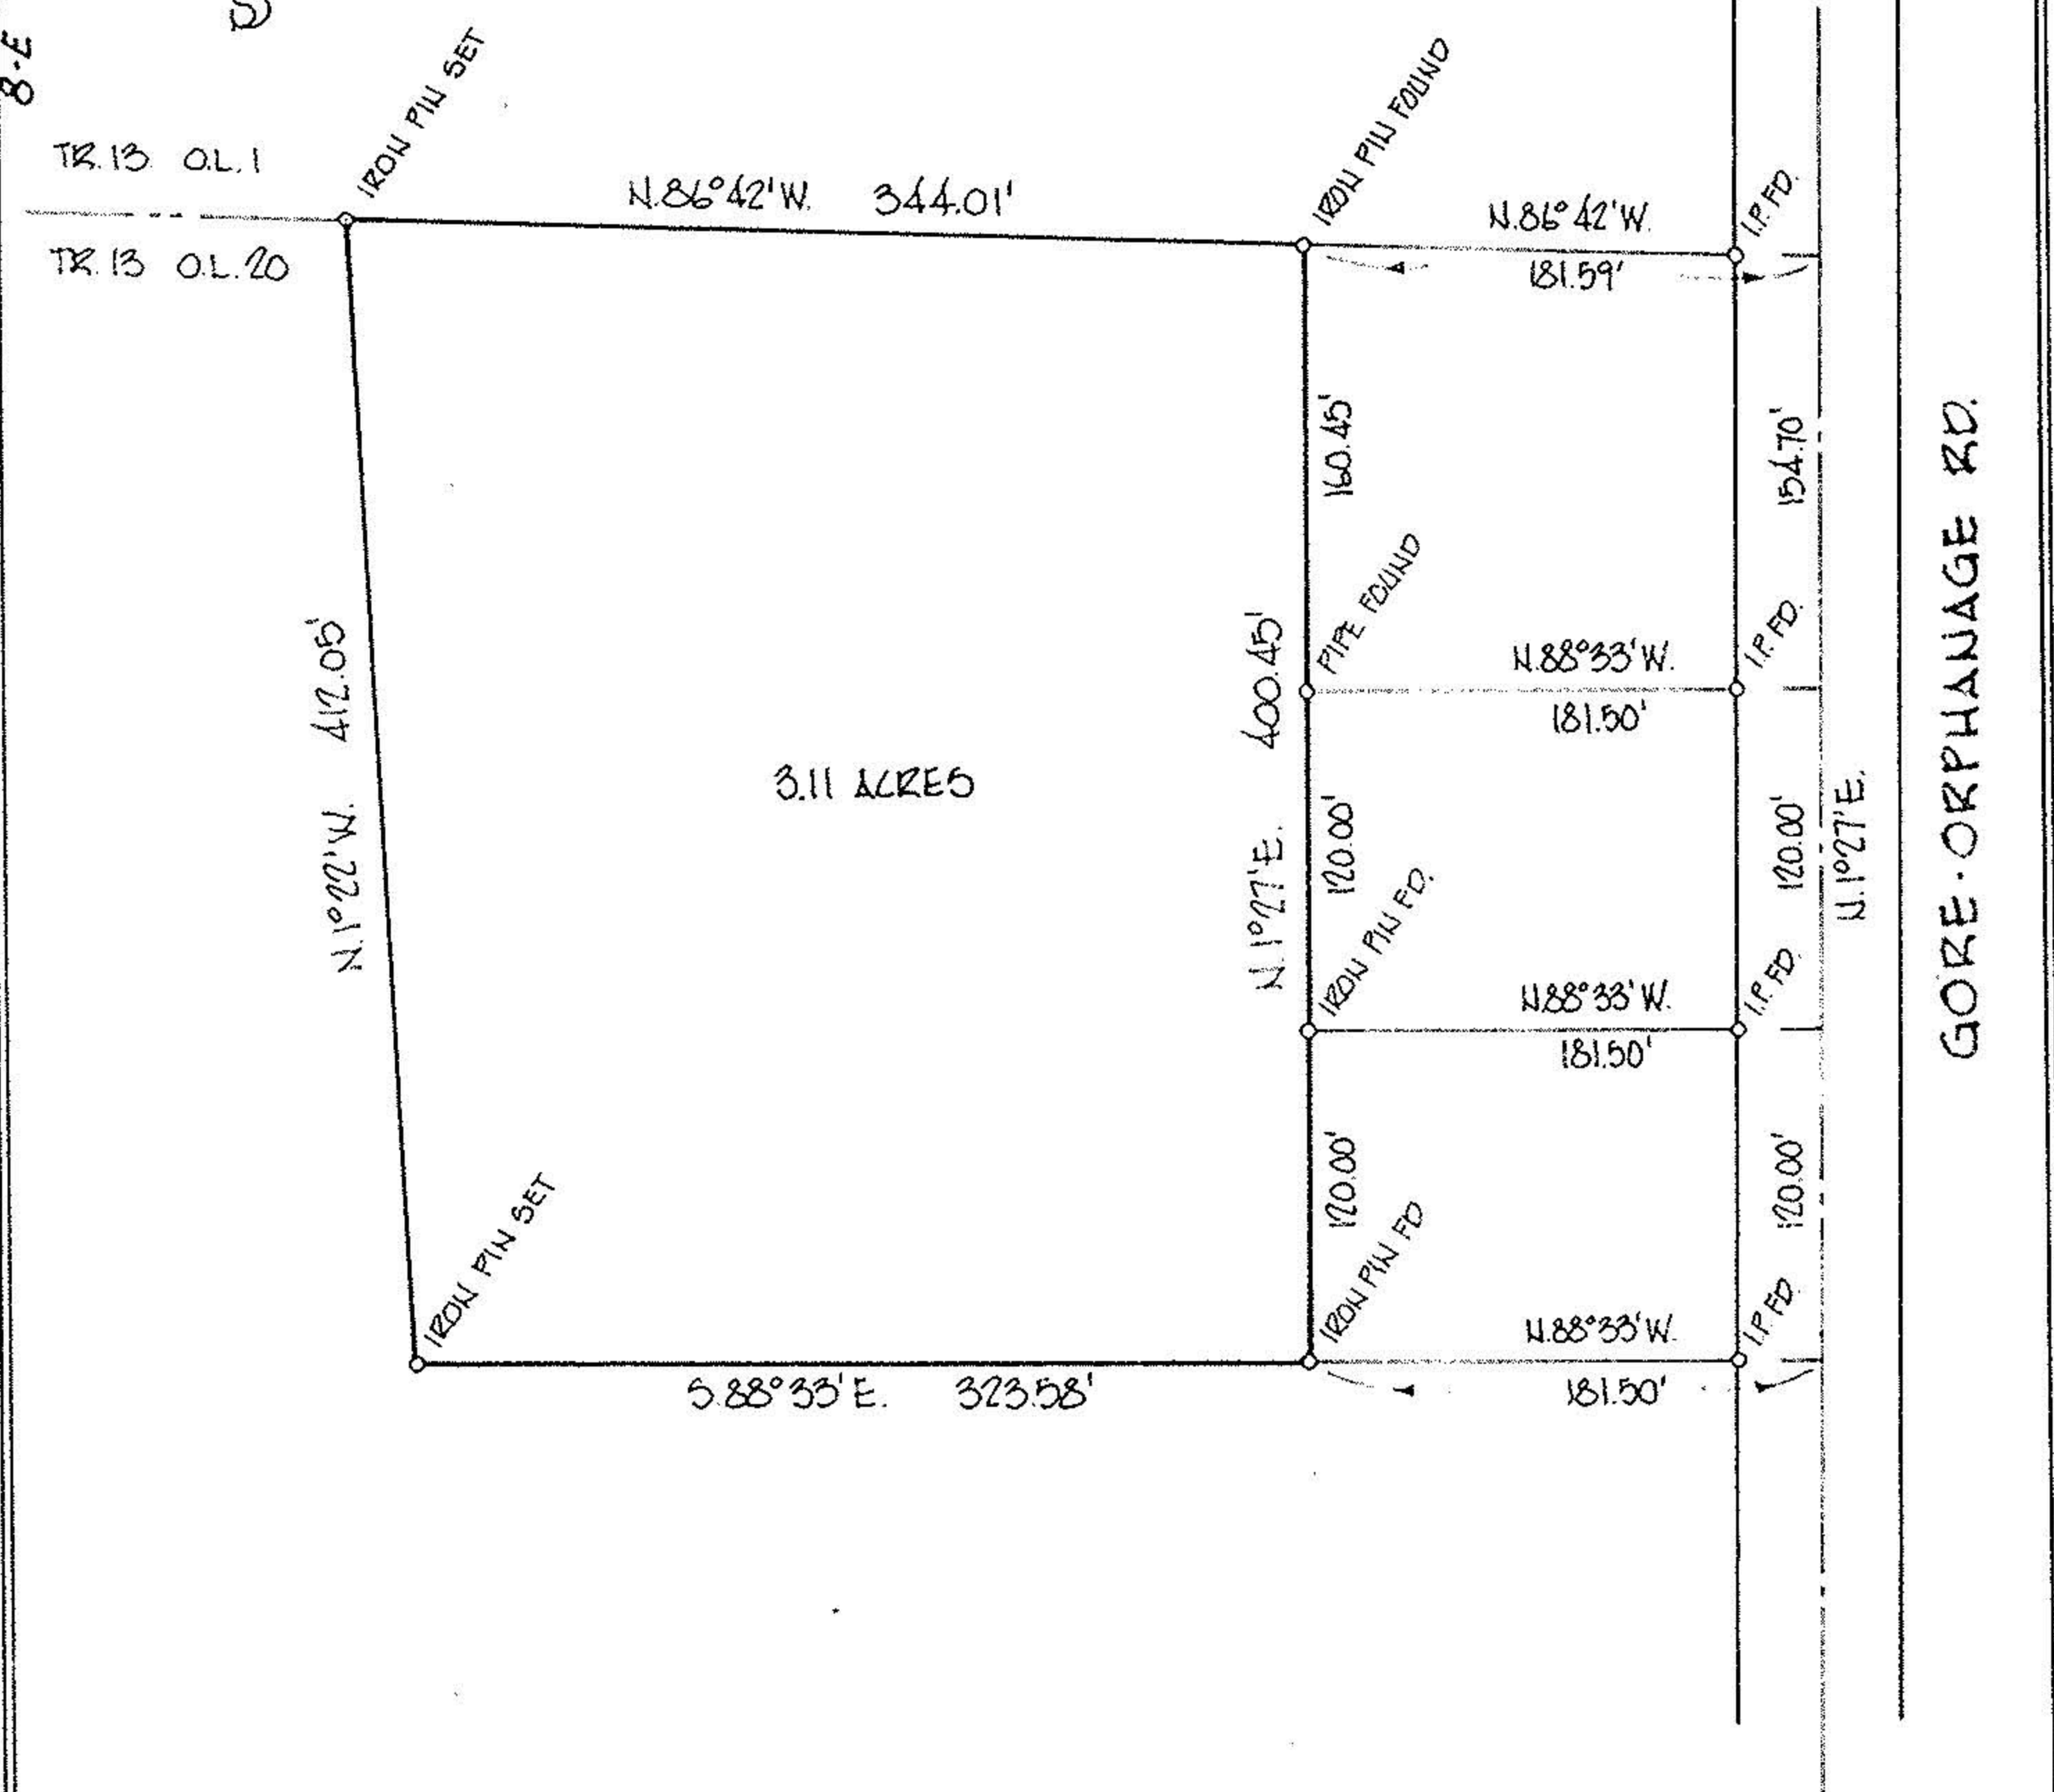 8-E
IRON PIN SET
IRON PIN FOUND
I.P. FD.
TR. 13 O.L. 1
N. 86° 42' W. 344.01'
N. 86° 42' W.
181.59'
TR. 13 O.L. 20
160.45'
154.70'
PIPE FOUND
I.P. FD.
N. 88° 33' W.
181.50'
N. 1° 22' W. 412.05'
3.11 ACRES
N. 1° 27' E. 400.45'
120.00'
120.00'
N. 1° 27' E.
GORE-ORPHANAGE RD.
IRON PIN FD.
I.P. FD.
N. 88° 33' W.
181.50'
120.00'
120.00'
IRON PIN SET
IRON PIN FD
I.P. FD.
N. 88° 33' W.
181.50'
S. 88° 33' E. 323.58'